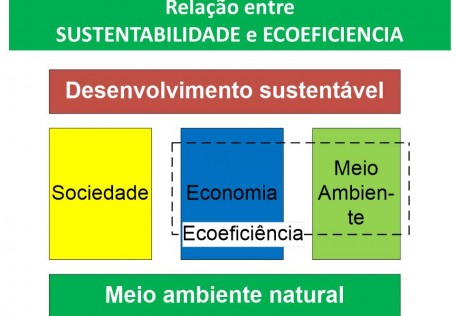 Relação entre
SUSTENTABILIDADE e ECOEFICIENCIA
Desenvolvimento sustentável
Sociedade
Economia
Meio
Ambien-
te
Ecoeficiência
Meio ambiente natural